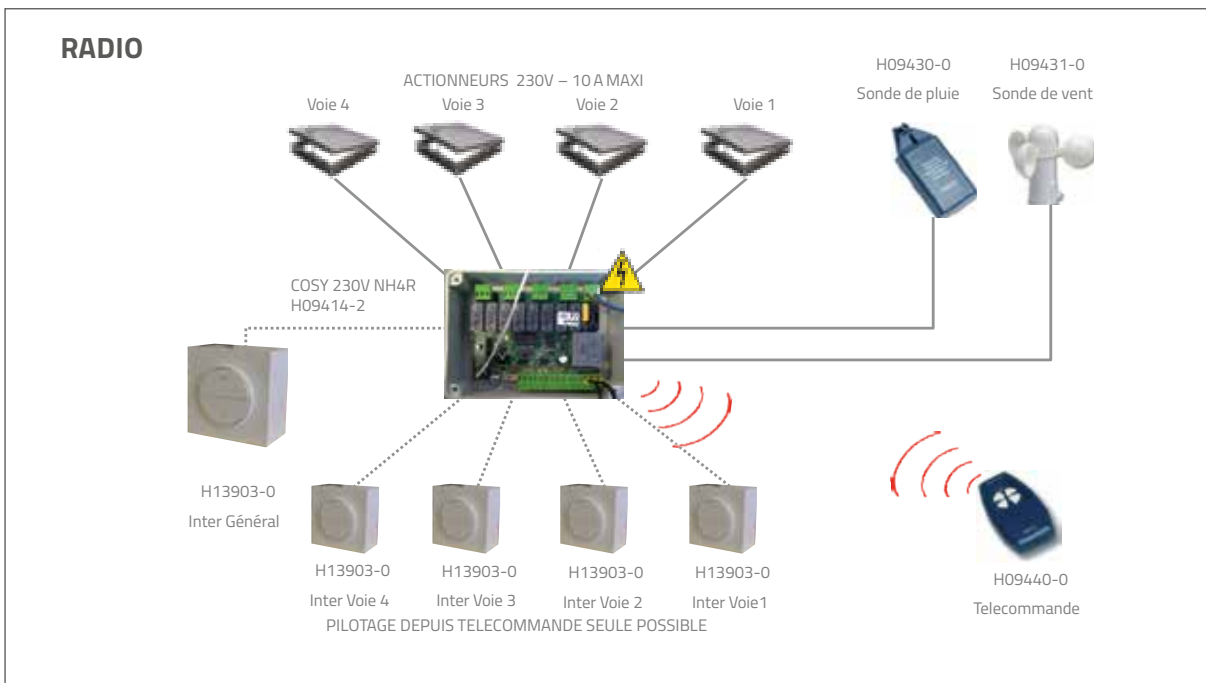 RADIO
ACTIONNEURS 230V – 10 A MAXI
Voie 4
Voie 3
Voie 2
Voie 1
H09430-0
Sonde de pluie
H09431-0
Sonde de vent
COSY 230V NH4R
H09414-2
H13903-0
Inter Général
H13903-0
Inter Voie 4
H13903-0
Inter Voie 3
H13903-0
Inter Voie 2
H13903-0
Inter Voie1
PILOTAGE DEPUIS TELECOMMANDE SEULE POSSIBLE
H09440-0
Telecommande